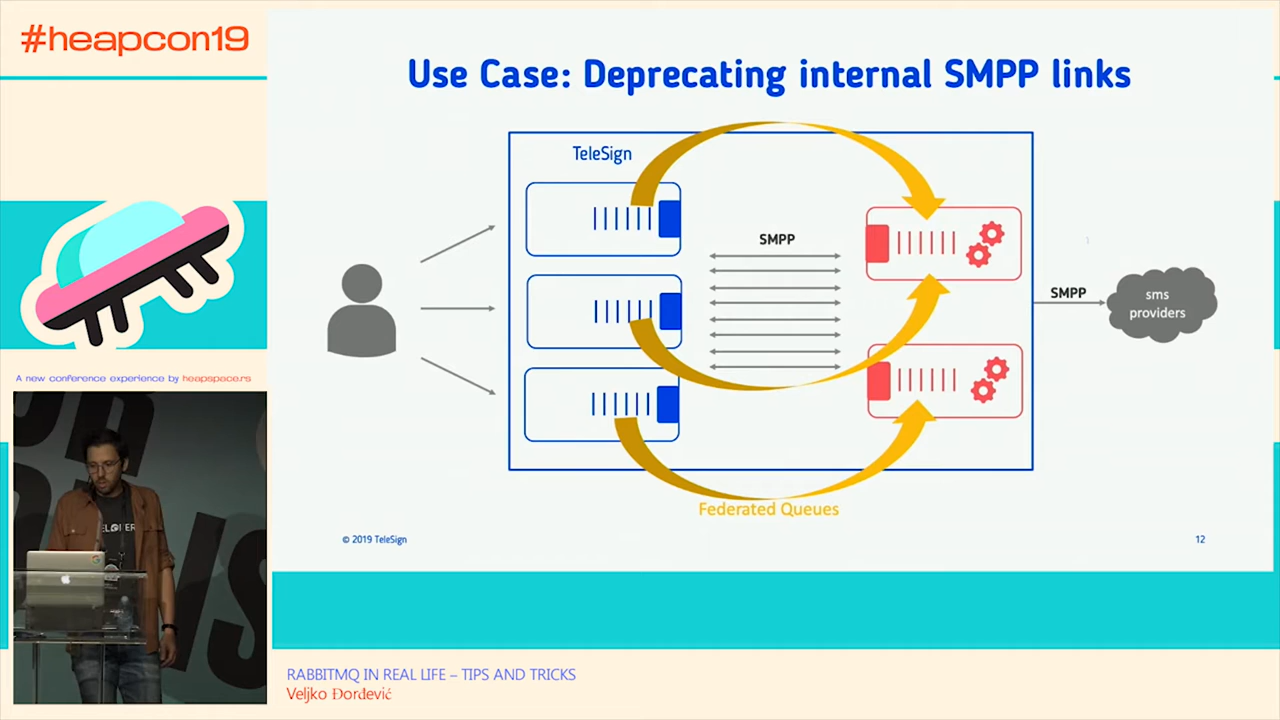 #heapcon19
Use Case: Deprecating internal SMPP links
TeleSign
SMPP
SMPP
sms
providers
Federated Queues
© 2019 TeleSign
12
A new conference experience by heapspace.rs
RABBITMQ IN REAL LIFE – TIPS AND TRICKS
Veljko Đorđević